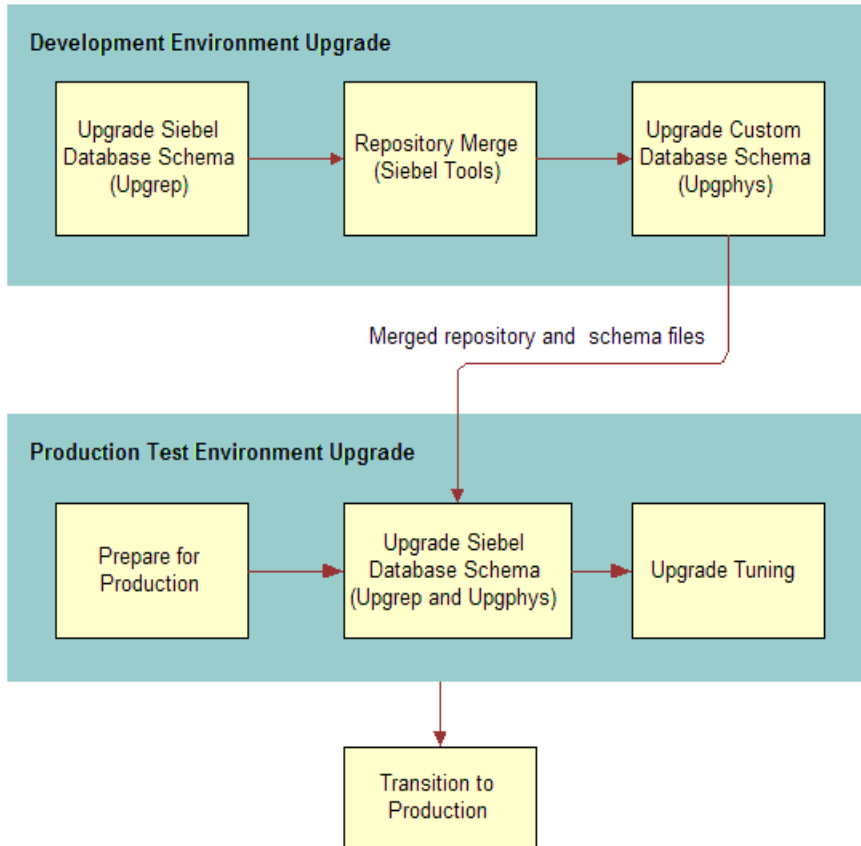 Development Environment Upgrade
Upgrade Siebel
Database Schema
(Upgrep)
Repository Merge
(Siebel Tools)
Upgrade Custom
Database Schema
(Upgphys)
Merged repository and schema files
Production Test Environment Upgrade
Prepare for
Production
Upgrade Siebel
Database Schema
(Upgrep and Upgphys)
Upgrade Tuning
Transition to
Production